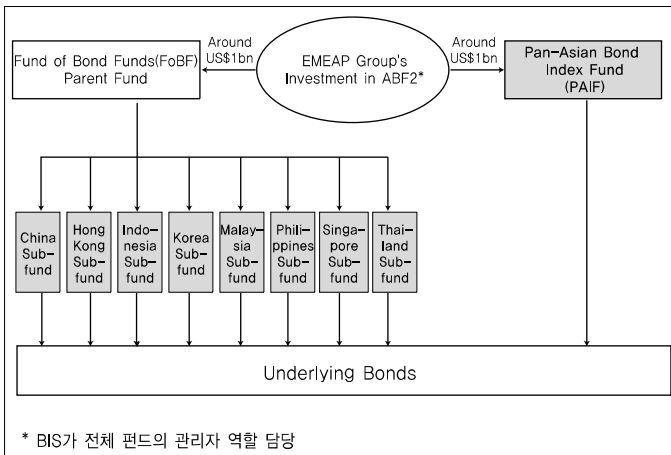 Fund of Bond Funds(FoBF)
Parent Fund
Around
US$1bn
EMEAP Group's
Investment in ABF2*
Around
US$1bn
Pan-Asian Bond
Index Fund
(PAIF)
China
Sub-
fund
Hong
Kong
Sub-
fund
Indo-
nesia
Sub-
fund
Korea
Sub-
fund
Malay-
sia
Sub-
fund
Phili-
ppines
Sub-
fund
Singa-
pore
Sub-
fund
Thai-
land
Sub-
fund
Underlying Bonds
* BIS가 전체 펀드의 관리자 역할 담당